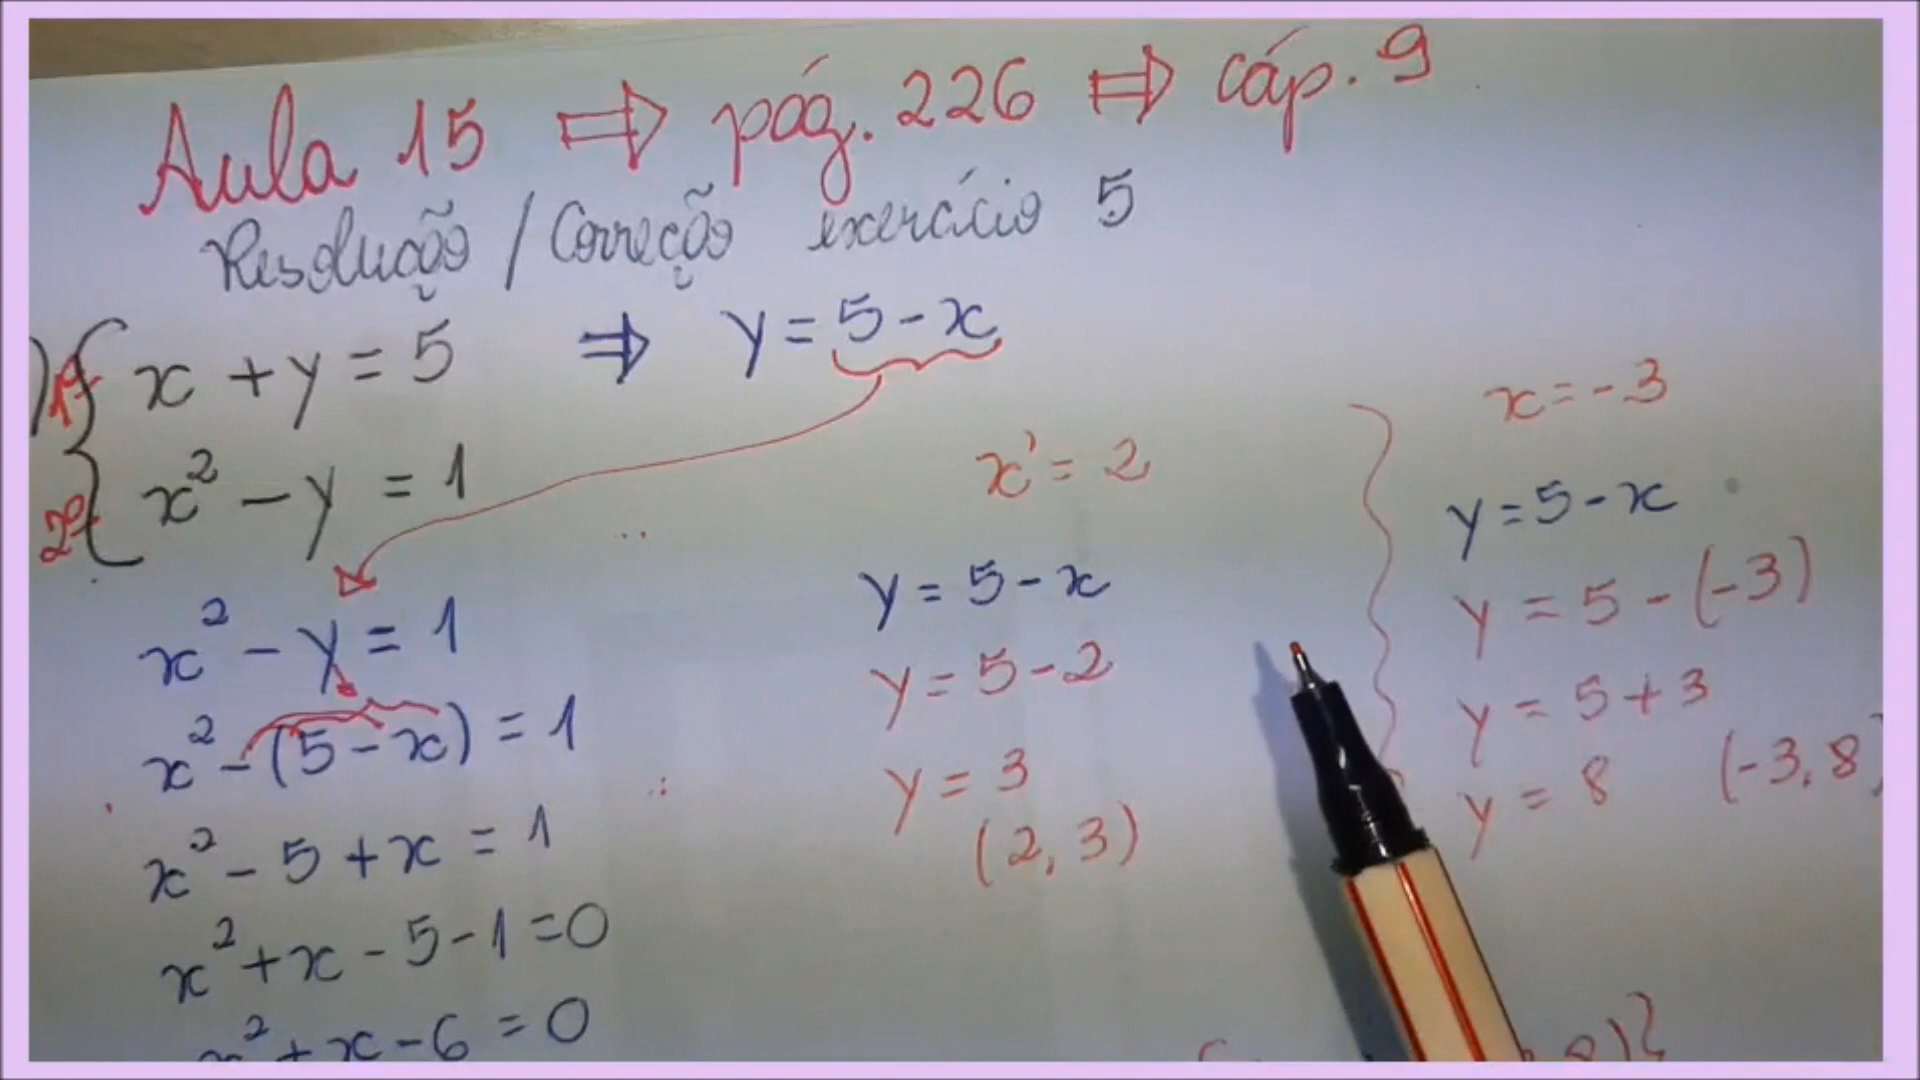 Aula 15 ⇨ pág. 226 ⇨ cáp. 9
Resolução / Correção exercício 5
x + y = 5 ⇒ y = 5 - x
x² - y = 1
x² - y = 1
x² - (5 - x) = 1
x² - 5 + x = 1
x² + x - 5 - 1 = 0
x² + x - 6 = 0
x' = 2
y = 5 - x
y = 5 - 2
y = 3
(2, 3)
x = -3
y = 5 - x
y = 5 - (-3)
y = 5 + 3
y = 8 (-3, 8)